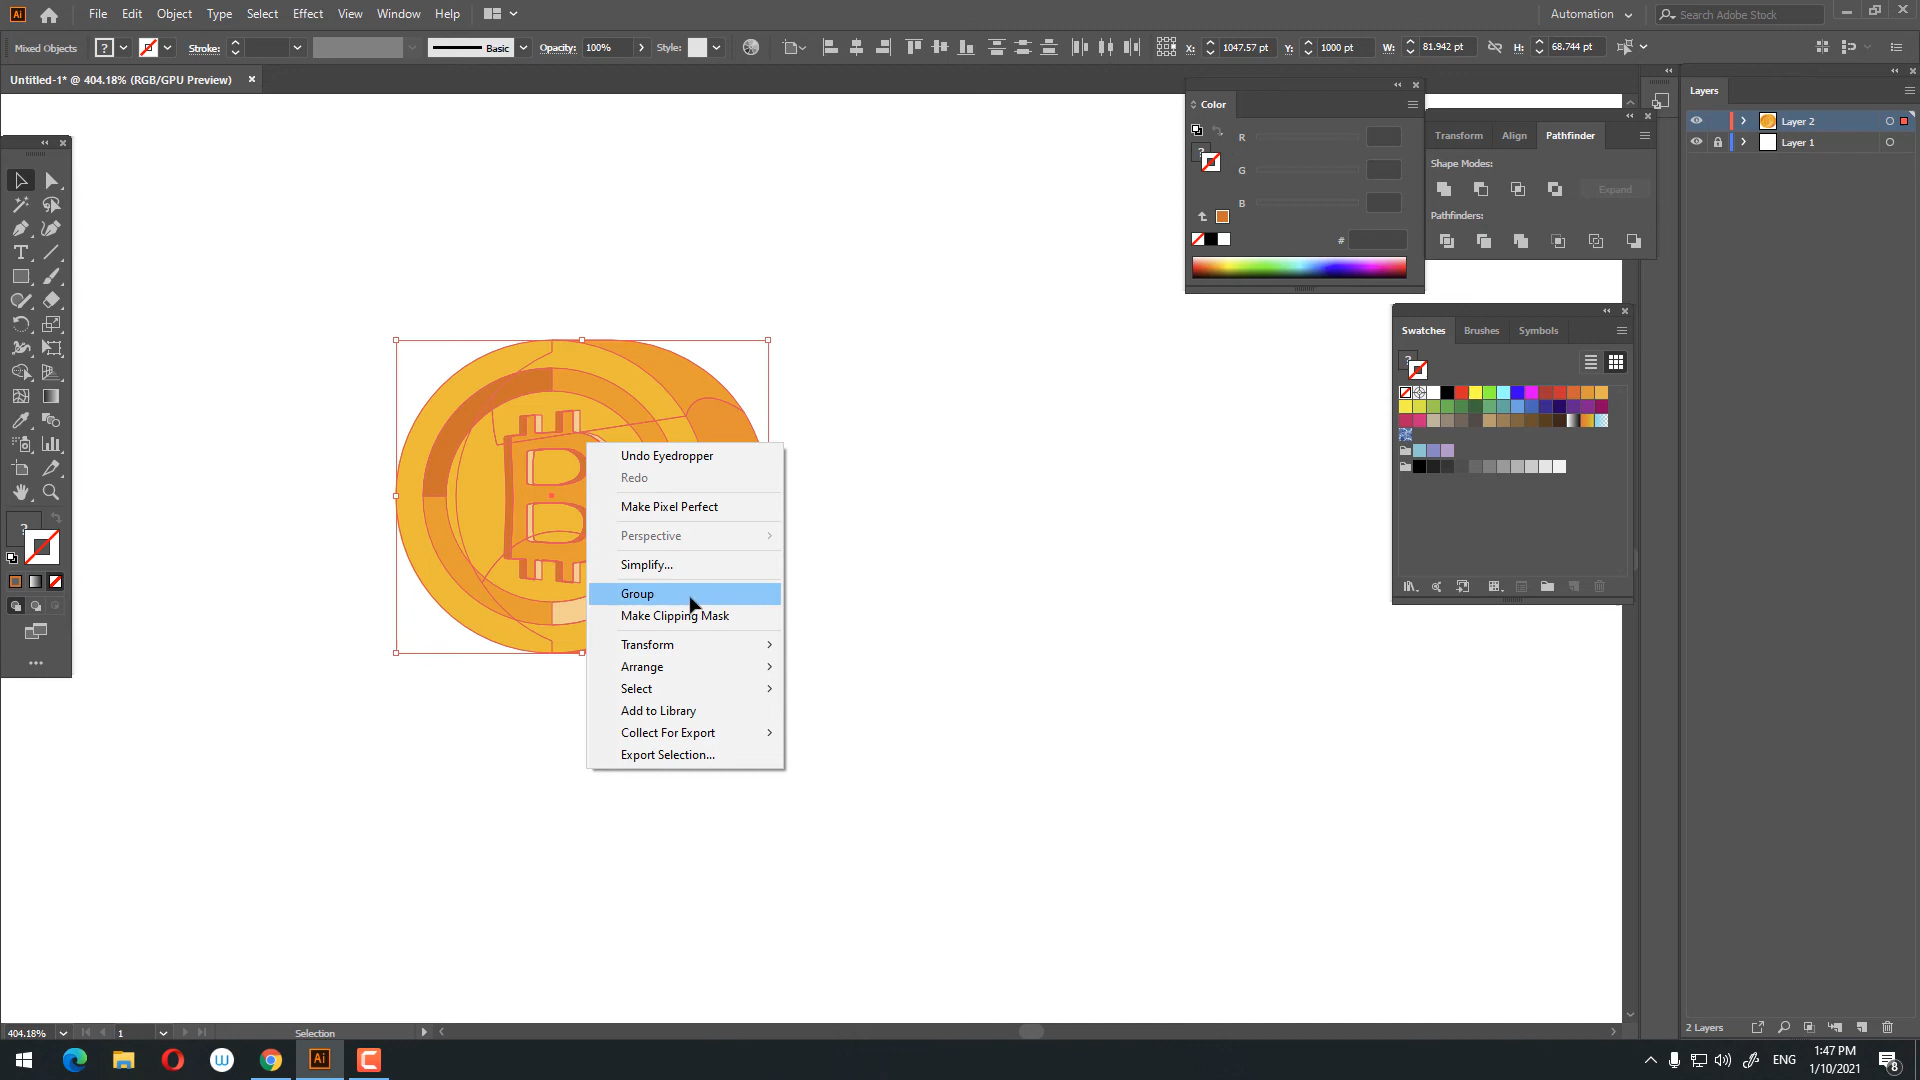 Ai File Edit Object Type Select Effect View Window Help Automation Search Adobe Stock
Mixed Objects ? Stroke: Basic Opacity: 100% Style: X: 1047.57 pt Y: 1000 pt W: 81.942 pt H: 68.744 pt
Untitled-1* @ 404.18% (RGB/GPU Preview)
Layers
Layer 2
Layer 1
Color
R
G
B
#
Transform Align Pathfinder
Shape Modes:
Expand
Pathfinders:
Swatches Brushes Symbols
Undo Eyedropper
Redo
Make Pixel Perfect
Perspective
Simplify...
Group
Make Clipping Mask
Transform
Arrange
Select
Add to Library
Collect For Export
Export Selection...
404.18% 1 Selection
2 Layers
ENG
1:47 PM
1/10/2021
8